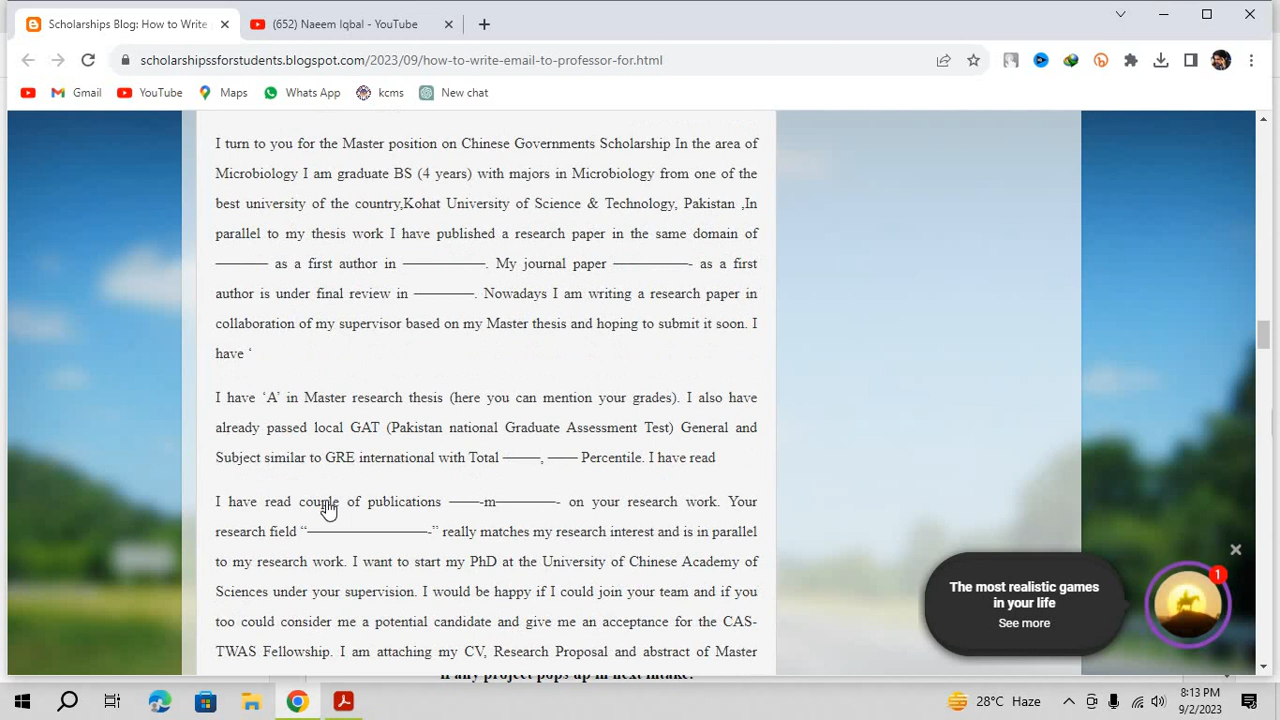 Scholarships Blog: How to Write
(652) Naeem Iqbal - YouTube
scholarshipssforstudents.blogspot.com/2023/09/how-to-write-email-to-professor-for.html
Gmail
YouTube
Maps
Whats App
kcms
New chat
I turn to you for the Master position on Chinese Governments Scholarship In the area of
Microbiology I am graduate BS (4 years) with majors in Microbiology from one of the
best university of the country,Kohat University of Science & Technology, Pakistan ,In
parallel to my thesis work I have published a research paper in the same domain of
——— as a first author in —————. My journal paper —————- as a first
author is under final review in ————. Nowadays I am writing a research paper in
collaboration of my supervisor based on my Master thesis and hoping to submit it soon. I
have ‘
I have ‘A’ in Master research thesis (here you can mention your grades). I also have
already passed local GAT (Pakistan national Graduate Assessment Test) General and
Subject similar to GRE international with Total ——, —— Percentile. I have read
I have read couple of publications ——-m————- on your research work. Your
research field “————————-” really matches my research interest and is in parallel
to my research work. I want to start my PhD at the University of Chinese Academy of
Sciences under your supervision. I would be happy if I could join your team and if you
too could consider me a potential candidate and give me an acceptance for the CAS-
TWAS Fellowship. I am attaching my CV, Research Proposal and abstract of Master
The most realistic games
in your life
See more
1
if any project pops up in next intake.
28°C Haze
8:13 PM
9/2/2023